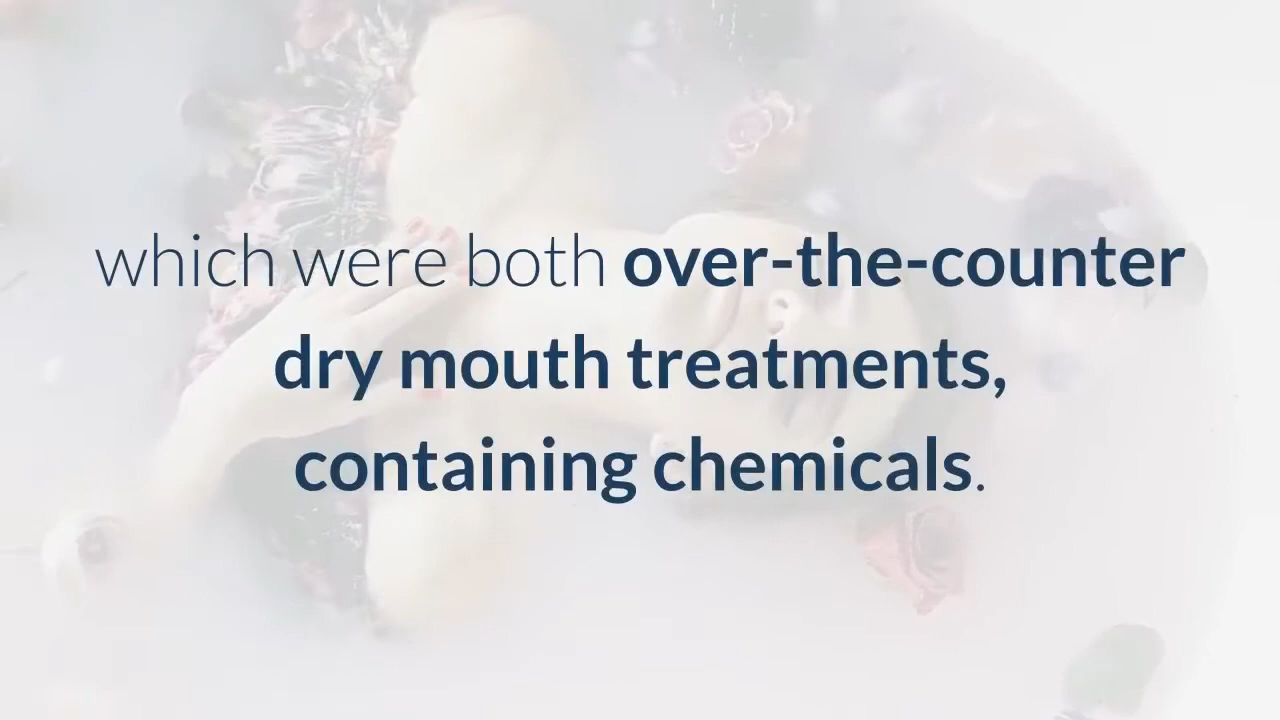 which were both over-the-counter
dry mouth treatments,
containing chemicals.